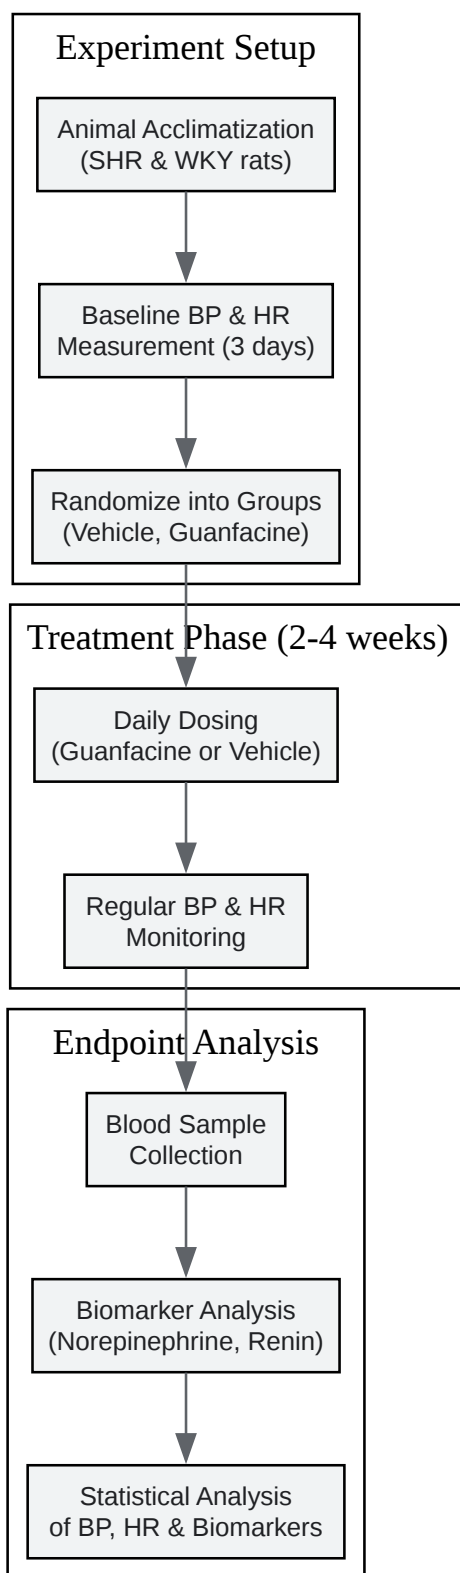 Experiment Setup
Animal Acclimatization
(SHR & WKY rats)
Baseline BP & HR
Measurement (3 days)
Randomize into Groups
(Vehicle, Guanfacine)
Treatment Phase (2-4 weeks)
Daily Dosing
(Guanfacine or Vehicle)
Regular BP & HR
Monitoring
Endpoint Analysis
Blood Sample
Collection
Biomarker Analysis
(Norepinephrine, Renin)
Statistical Analysis
of BP, HR & Biomarkers